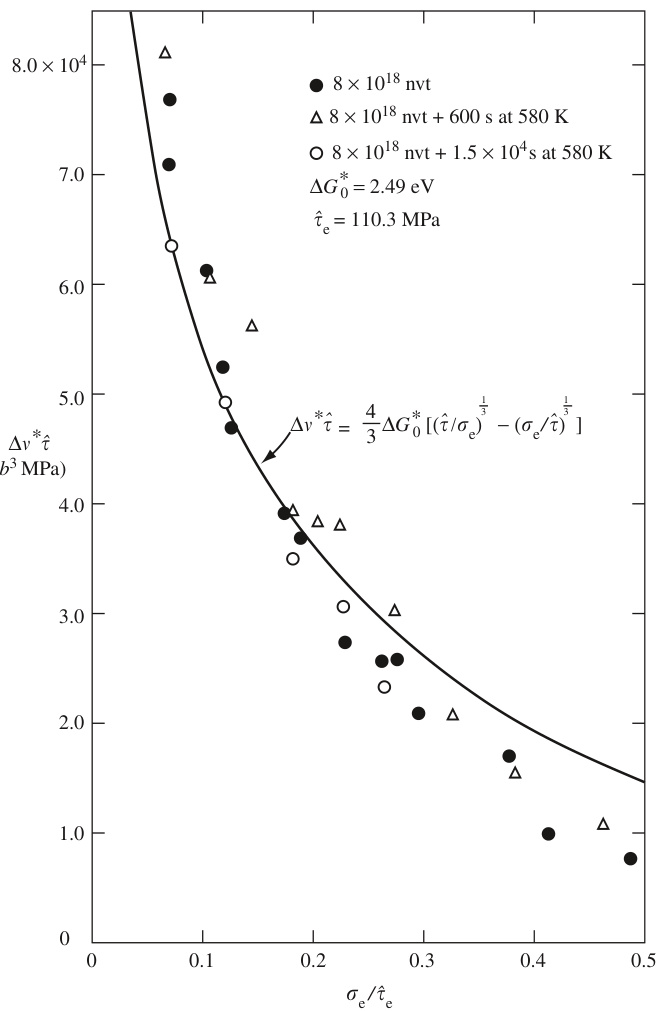 8.0 × 10⁴
7.0
6.0
5.0
4.0
3.0
2.0
1.0
0
Δv*τ̂
b³ MPa)
8 × 10¹⁸ nvt
8 × 10¹⁸ nvt + 600 s at 580 K
8 × 10¹⁸ nvt + 1.5 × 10⁴s at 580 K
ΔG₀* = 2.49 eV
τ̂ₑ = 110.3 MPa
Δv*τ̂ = 4/3 ΔG₀* [(τ̂/σₑ)^1/3 − (σₑ/τ̂)^1/3]
0 0.1 0.2 0.3 0.4 0.5
σₑ/τ̂ₑ